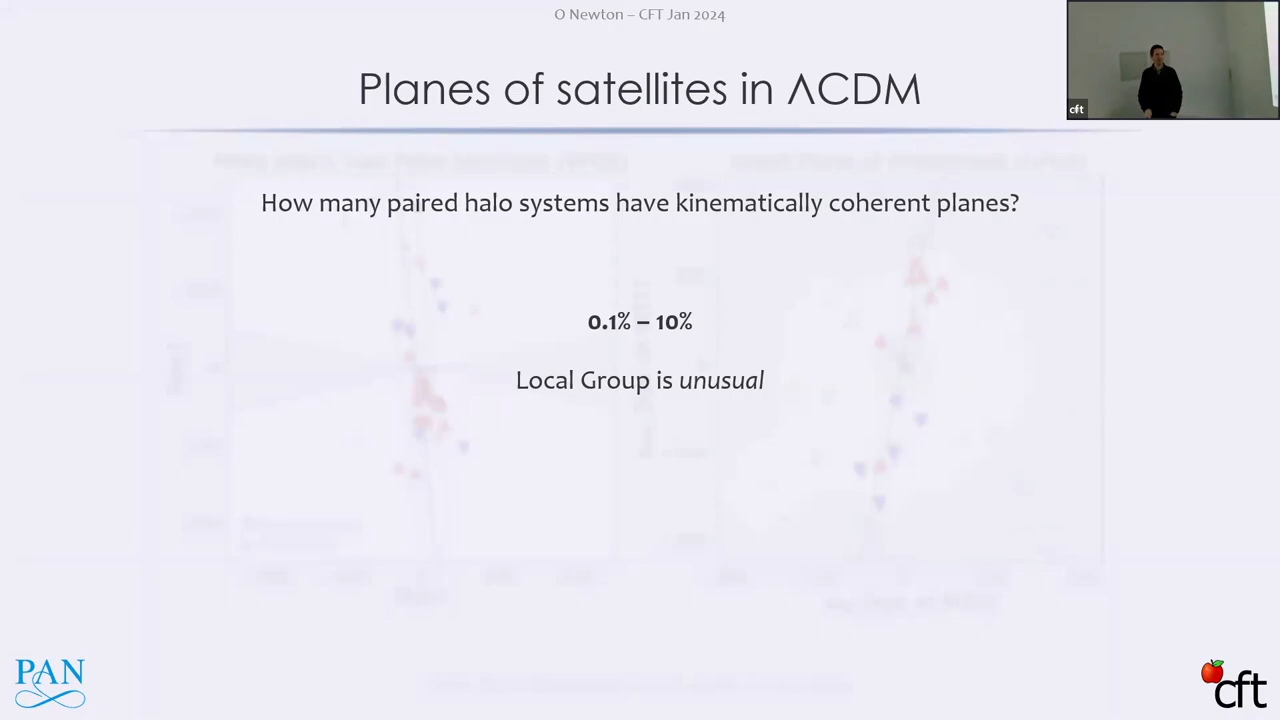 O Newton – CFT Jan 2024
Planes of satellites in ΛCDM
cft
How many paired halo systems have kinematically coherent planes?
0.1% – 10%
Local Group is unusual
PAN
cft